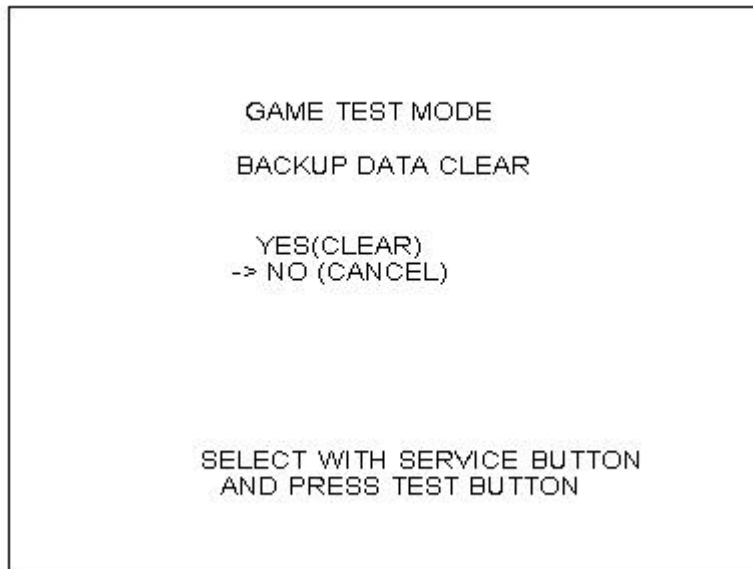 GAME TEST MODE
BACKUP DATA CLEAR
YES(CLEAR)
-> NO (CANCEL)
SELECT WITH SERVICE BUTTON
AND PRESS TEST BUTTON